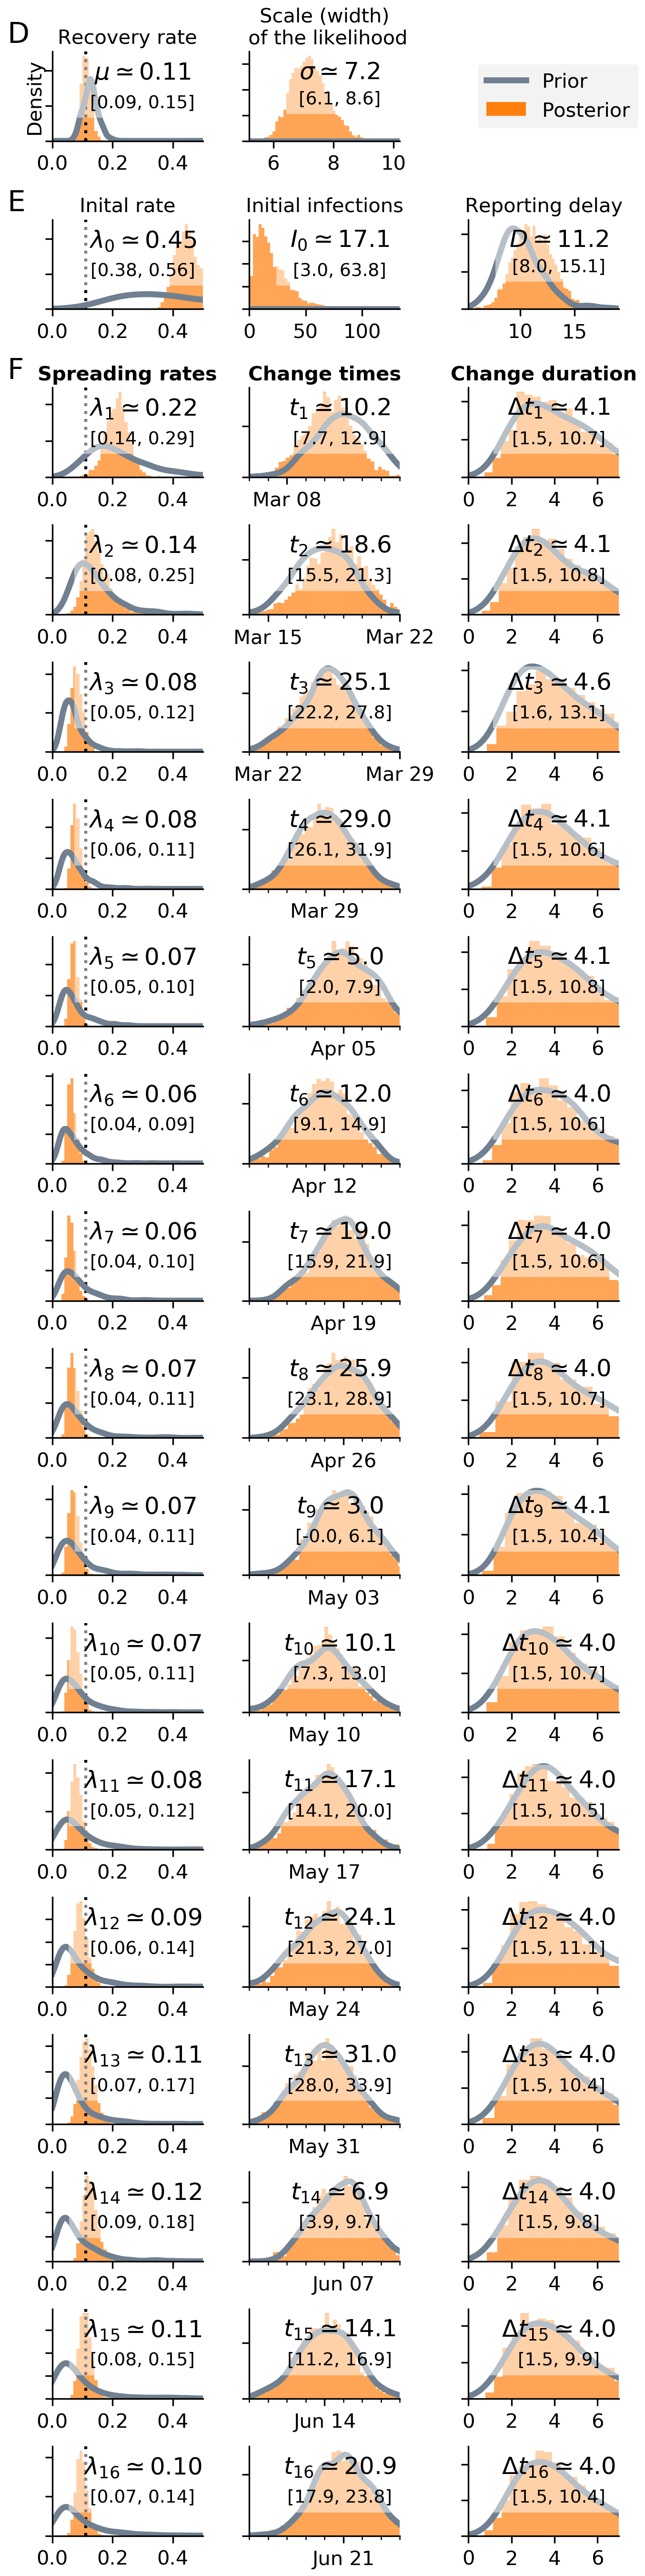 D
Recovery rate
Scale (width)
of the likelihood
Density
μ ≃ 0.11
[0.09, 0.15]
σ ≃ 7.2
[6.1, 8.6]
Prior
Posterior
0.0 0.2 0.4
6 8 10
E
Inital rate
Initial infections
Reporting delay
λ0 ≃ 0.45
[0.38, 0.56]
I0 ≃ 17.1
[3.0, 63.8]
D ≃ 11.2
[8.0, 15.1]
0.0 0.2 0.4
0 50 100
10 15
F
Spreading rates
Change times
Change duration
λ1 ≃ 0.22
[0.14, 0.29]
t1 ≃ 10.2
[7.7, 12.9]
Δt1 ≃ 4.1
[1.5, 10.7]
0.0 0.2 0.4
Mar 08
0 2 4 6
λ2 ≃ 0.14
[0.08, 0.25]
t2 ≃ 18.6
[15.5, 21.3]
Δt2 ≃ 4.1
[1.5, 10.8]
0.0 0.2 0.4
Mar 15 Mar 22
0 2 4 6
λ3 ≃ 0.08
[0.05, 0.12]
t3 ≃ 25.1
[22.2, 27.8]
Δt3 ≃ 4.6
[1.6, 13.1]
0.0 0.2 0.4
Mar 22 Mar 29
0 2 4 6
λ4 ≃ 0.08
[0.06, 0.11]
t4 ≃ 29.0
[26.1, 31.9]
Δt4 ≃ 4.1
[1.5, 10.6]
0.0 0.2 0.4
Mar 29
0 2 4 6
λ5 ≃ 0.07
[0.05, 0.10]
t5 ≃ 5.0
[2.0, 7.9]
Δt5 ≃ 4.1
[1.5, 10.8]
0.0 0.2 0.4
Apr 05
0 2 4 6
λ6 ≃ 0.06
[0.04, 0.09]
t6 ≃ 12.0
[9.1, 14.9]
Δt6 ≃ 4.0
[1.5, 10.6]
0.0 0.2 0.4
Apr 12
0 2 4 6
λ7 ≃ 0.06
[0.04, 0.10]
t7 ≃ 19.0
[15.9, 21.9]
Δt7 ≃ 4.0
[1.5, 10.6]
0.0 0.2 0.4
Apr 19
0 2 4 6
λ8 ≃ 0.07
[0.04, 0.11]
t8 ≃ 25.9
[23.1, 28.9]
Δt8 ≃ 4.0
[1.5, 10.7]
0.0 0.2 0.4
Apr 26
0 2 4 6
λ9 ≃ 0.07
[0.04, 0.11]
t9 ≃ 3.0
[-0.0, 6.1]
Δt9 ≃ 4.1
[1.5, 10.4]
0.0 0.2 0.4
May 03
0 2 4 6
λ10 ≃ 0.07
[0.05, 0.11]
t10 ≃ 10.1
[7.3, 13.0]
Δt10 ≃ 4.0
[1.5, 10.7]
0.0 0.2 0.4
May 10
0 2 4 6
λ11 ≃ 0.08
[0.05, 0.12]
t11 ≃ 17.1
[14.1, 20.0]
Δt11 ≃ 4.0
[1.5, 10.5]
0.0 0.2 0.4
May 17
0 2 4 6
λ12 ≃ 0.09
[0.06, 0.14]
t12 ≃ 24.1
[21.3, 27.0]
Δt12 ≃ 4.0
[1.5, 11.1]
0.0 0.2 0.4
May 24
0 2 4 6
λ13 ≃ 0.11
[0.07, 0.17]
t13 ≃ 31.0
[28.0, 33.9]
Δt13 ≃ 4.0
[1.5, 10.4]
0.0 0.2 0.4
May 31
0 2 4 6
λ14 ≃ 0.12
[0.09, 0.18]
t14 ≃ 6.9
[3.9, 9.7]
Δt14 ≃ 4.0
[1.5, 9.8]
0.0 0.2 0.4
Jun 07
0 2 4 6
λ15 ≃ 0.11
[0.08, 0.15]
t15 ≃ 14.1
[11.2, 16.9]
Δt15 ≃ 4.0
[1.5, 9.9]
0.0 0.2 0.4
Jun 14
0 2 4 6
λ16 ≃ 0.10
[0.07, 0.14]
t16 ≃ 20.9
[17.9, 23.8]
Δt16 ≃ 4.0
[1.5, 10.4]
0.0 0.2 0.4
Jun 21
0 2 4 6